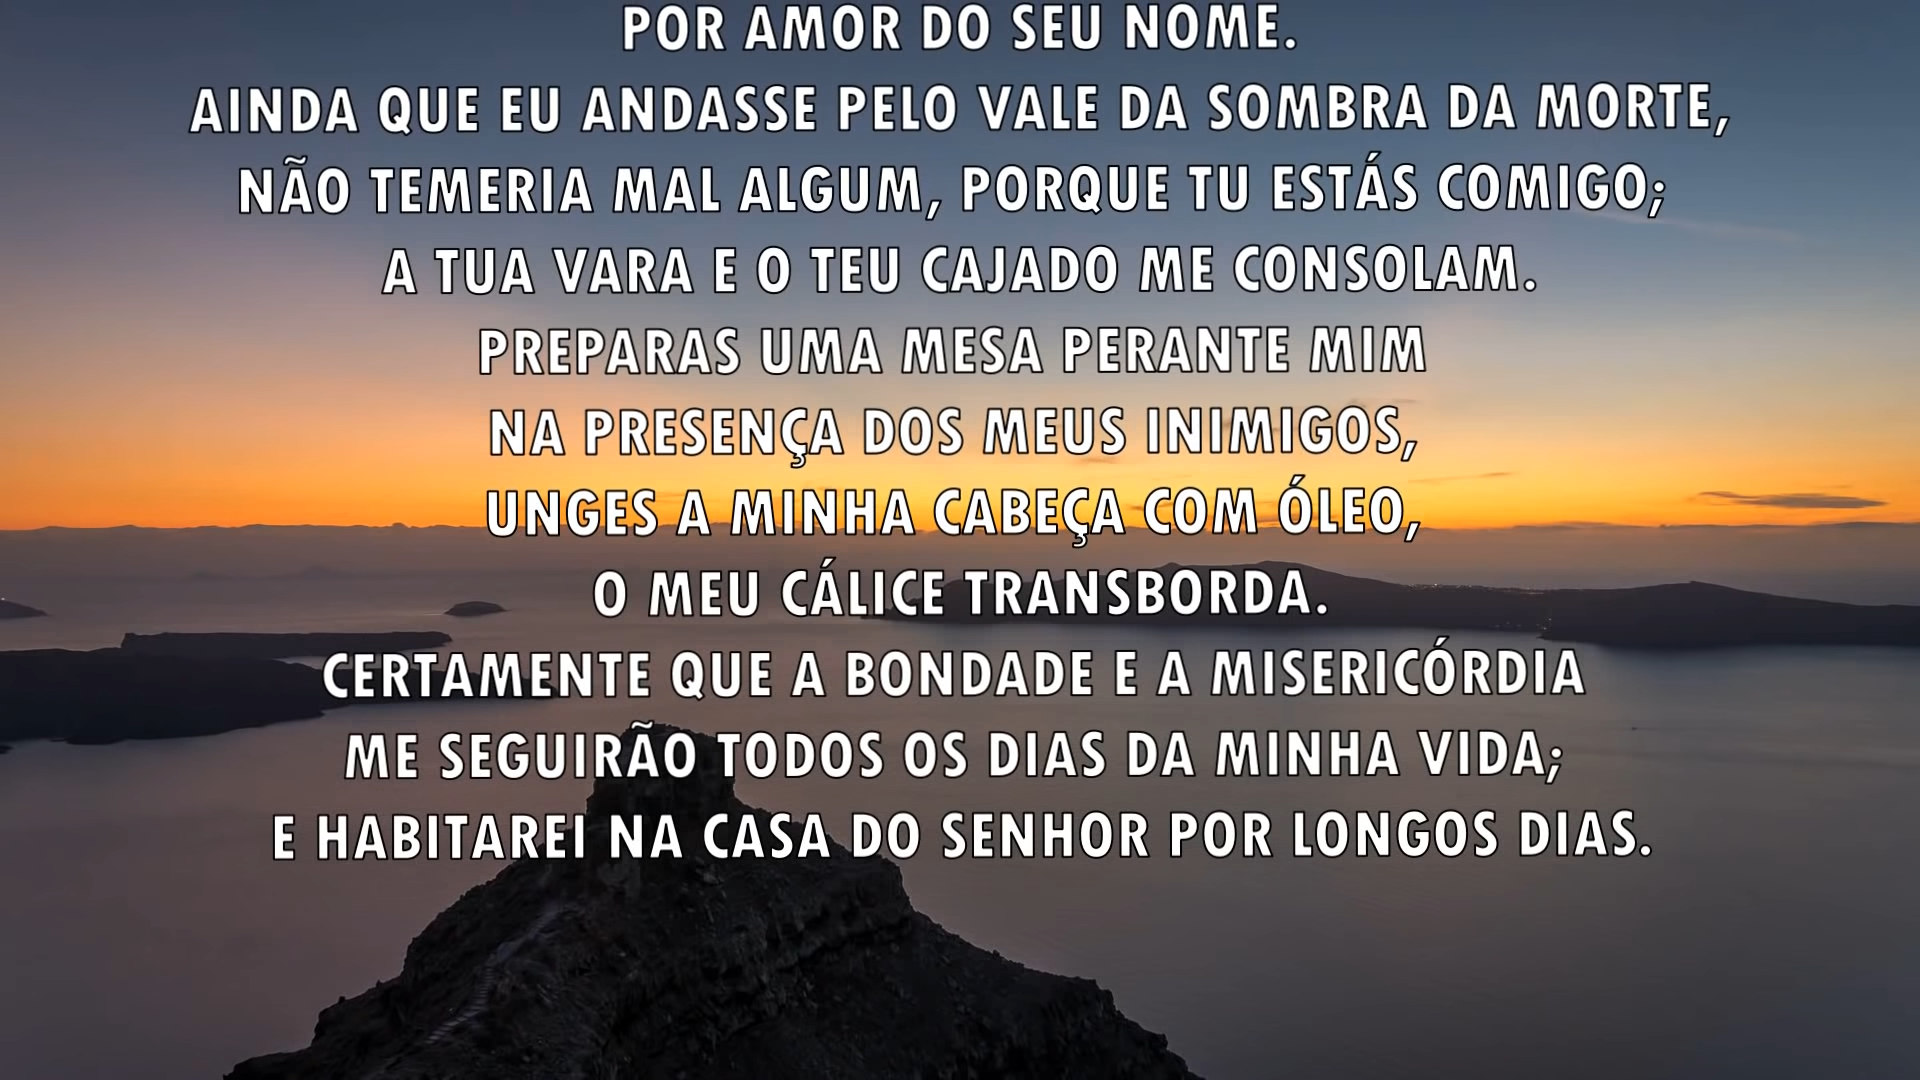 POR AMOR DO SEU NOME.
AINDA QUE EU ANDASSE PELO VALE DA SOMBRA DA MORTE,
NÃO TEMERIA MAL ALGUM, PORQUE TU ESTÁS COMIGO;
A TUA VARA E O TEU CAJADO ME CONSOLAM.
PREPARAS UMA MESA PERANTE MIM
NA PRESENÇA DOS MEUS INIMIGOS,
UNGES A MINHA CABEÇA COM ÓLEO,
O MEU CÁLICE TRANSBORDA.
CERTAMENTE QUE A BONDADE E A MISERICÓRDIA
ME SEGUIRÃO TODOS OS DIAS DA MINHA VIDA;
E HABITAREI NA CASA DO SENHOR POR LONGOS DIAS.